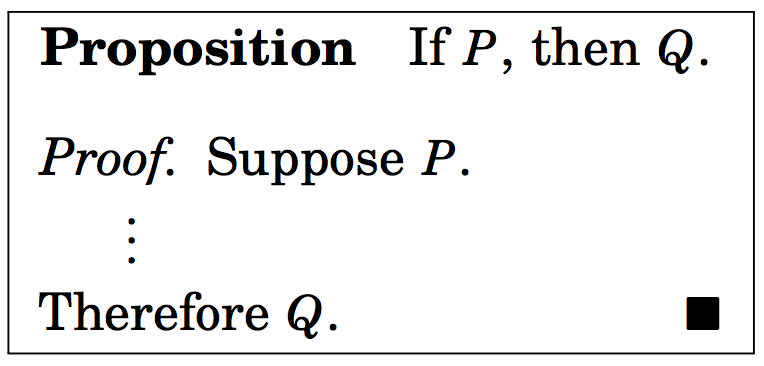 Proposition If P, then Q.
Proof. Suppose P.
⋮
Therefore Q. ■